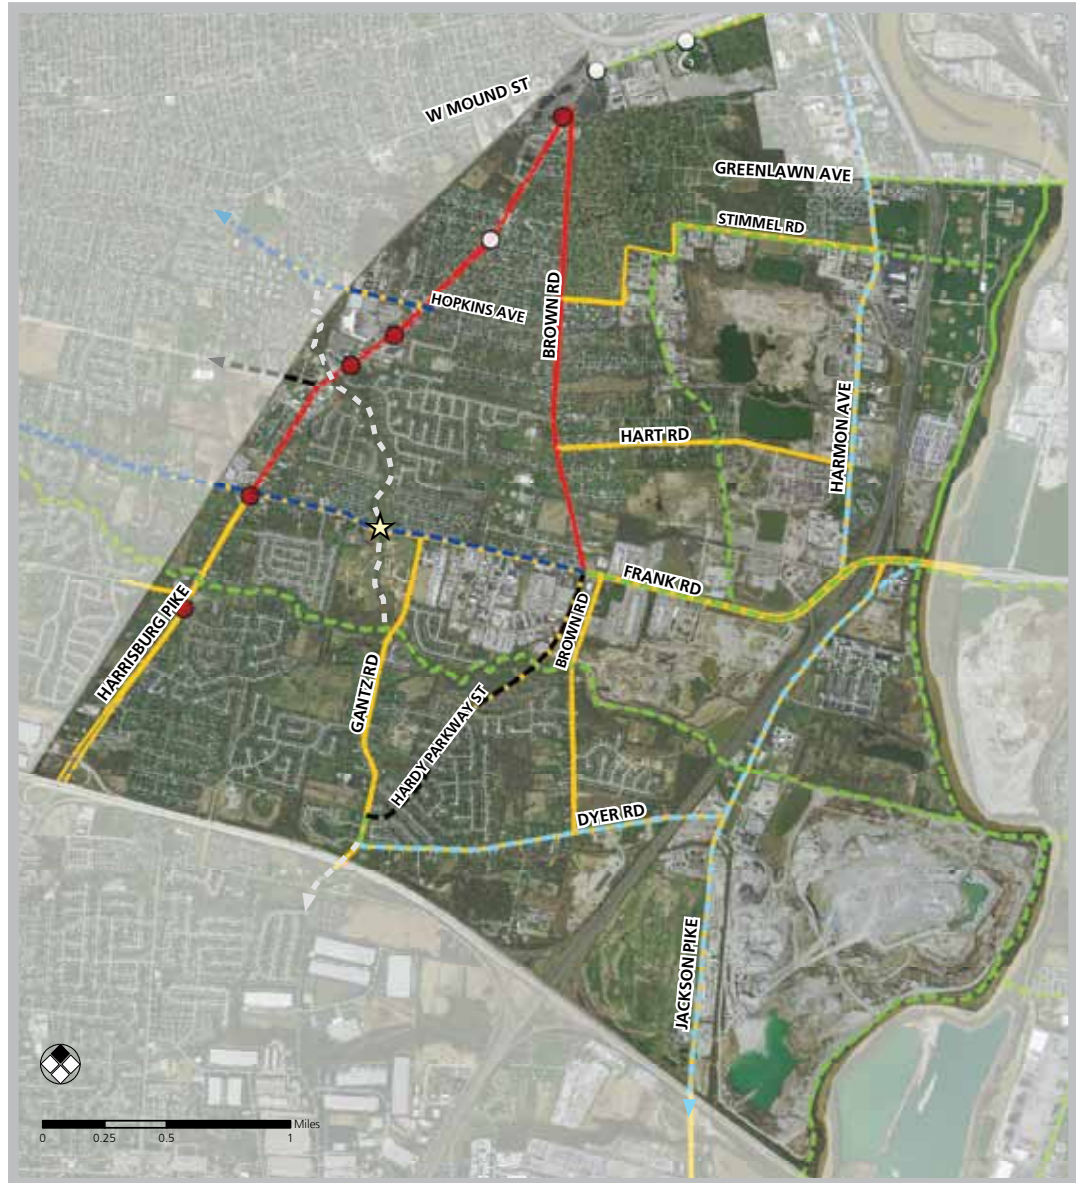 W MOUND ST
GREENLAWN AVE
STIMMEL RD
HOPKINS AVE
BROWN RD
HART RD
HARMON AVE
FRANK RD
BROWN RD
HARRISBURG PIKE
GANTZ RD
HARDY PARKWAY ST
DYER RD
JACKSON PIKE
Miles
0 0.25 0.5 1